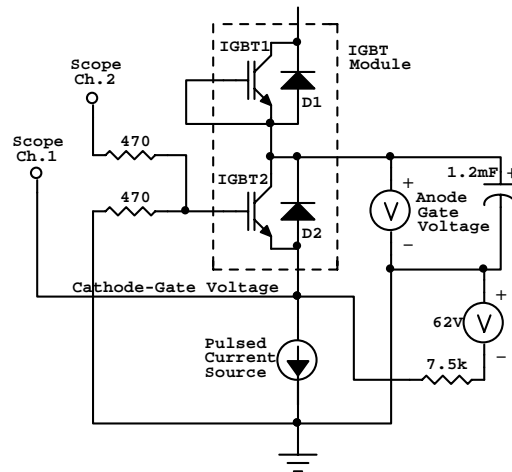 IGBT1
IGBT
Module
Scope
Ch.2
D1
Scope
Ch.1
470
1.2mF
+
470
IGBT2
+
V
Anode
Gate
Voltage
D2
−
Cathode-Gate Voltage
+
62V
V
Pulsed
Current
Source
−
7.5k